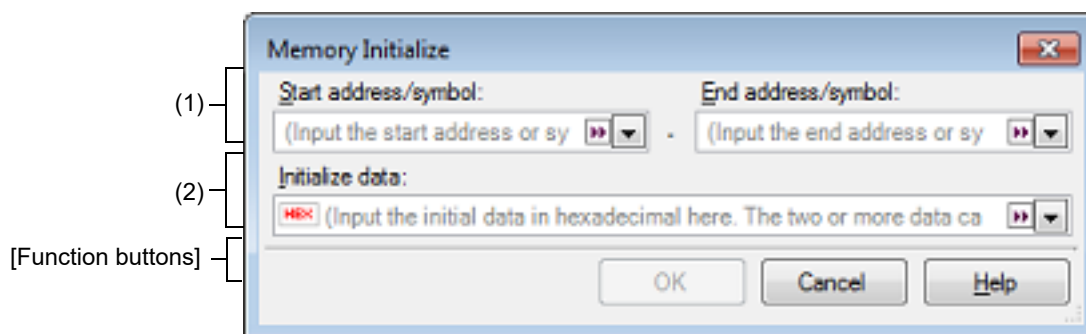 Memory Initialize
(1)
Start address/symbol: End address/symbol:
(Input the start address or sy - (Input the end address or sy
(2)
Initialize data:
HEX (Input the initial data in hexadecimal here. The two or more data ca
[Function buttons]
OK Cancel Help